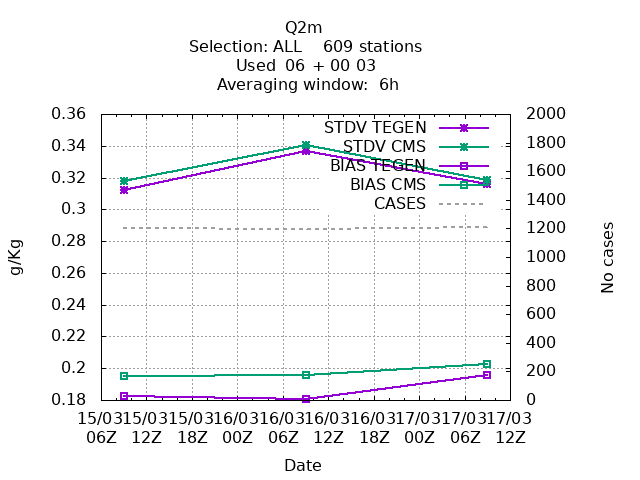 Q2m
Selection: ALL    609 stations
Used  06 + 00 03
Averaging window:  6h
0.36
0.34
0.32
0.3
0.28
0.26
0.24
0.22
0.2
0.18
g/Kg
STDV TEGEN
STDV CMS
BIAS TEGEN
BIAS CMS
CASES
2000
1800
1600
1400
1200
1000
800
600
400
200
0
No cases
15/03 15/03 15/03 16/03 16/03 16/03 16/03 17/03 17/03 17/03
06Z 12Z 18Z 00Z 06Z 12Z 18Z 00Z 06Z 12Z
Date